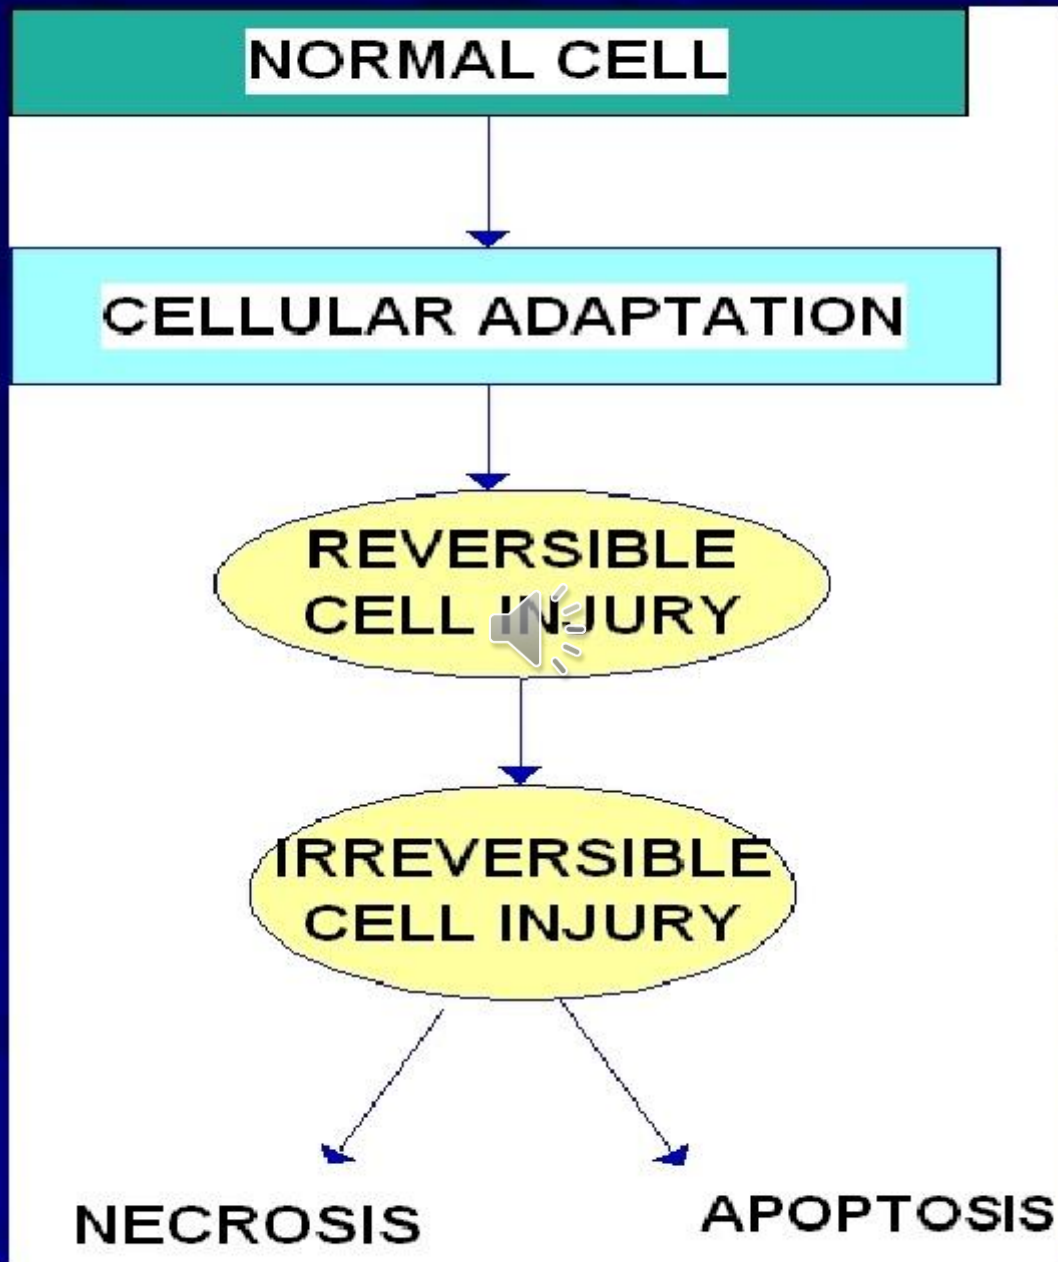 NORMAL CELL
CELLULAR ADAPTATION
REVERSIBLE
CELL INJURY
IRREVERSIBLE
CELL INJURY
NECROSIS
APOPTOSIS